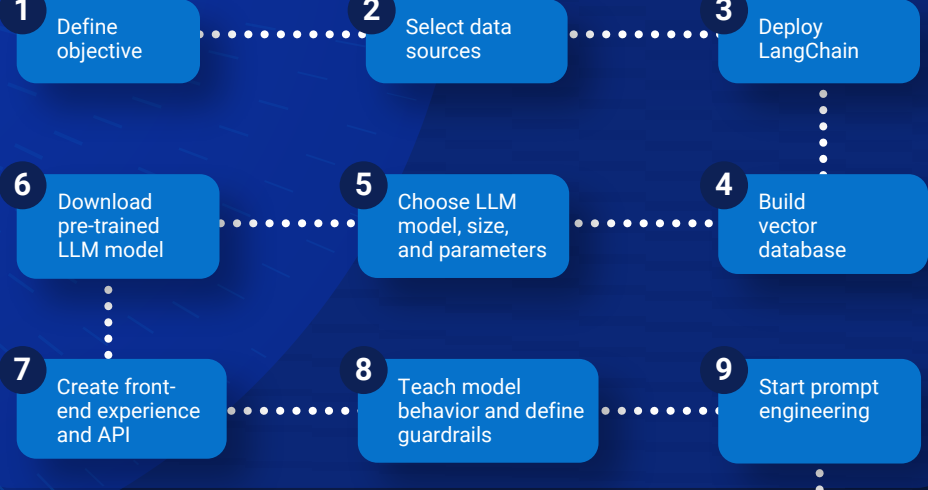 1
Define
objective
2
Select data
sources
3
Deploy
LangChain
6
Download
pre-trained
LLM model
5
Choose LLM
model, size,
and parameters
4
Build
vector
database
7
Create front-
end experience
and API
8
Teach model
behavior and define
guardrails
9
Start prompt
engineering